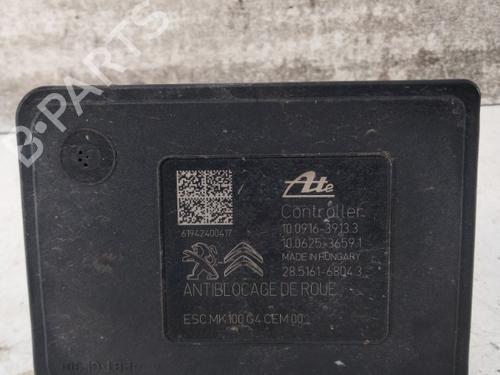 B-PARTS
Ate
Controller
10.0916-3913.3
10.0625-3659.1
61942400417
MADE IN HUNGARY
28.5161-6804.3
ANTIBLOCAGE DE ROUE
ESC MK100 G4 CEM 00